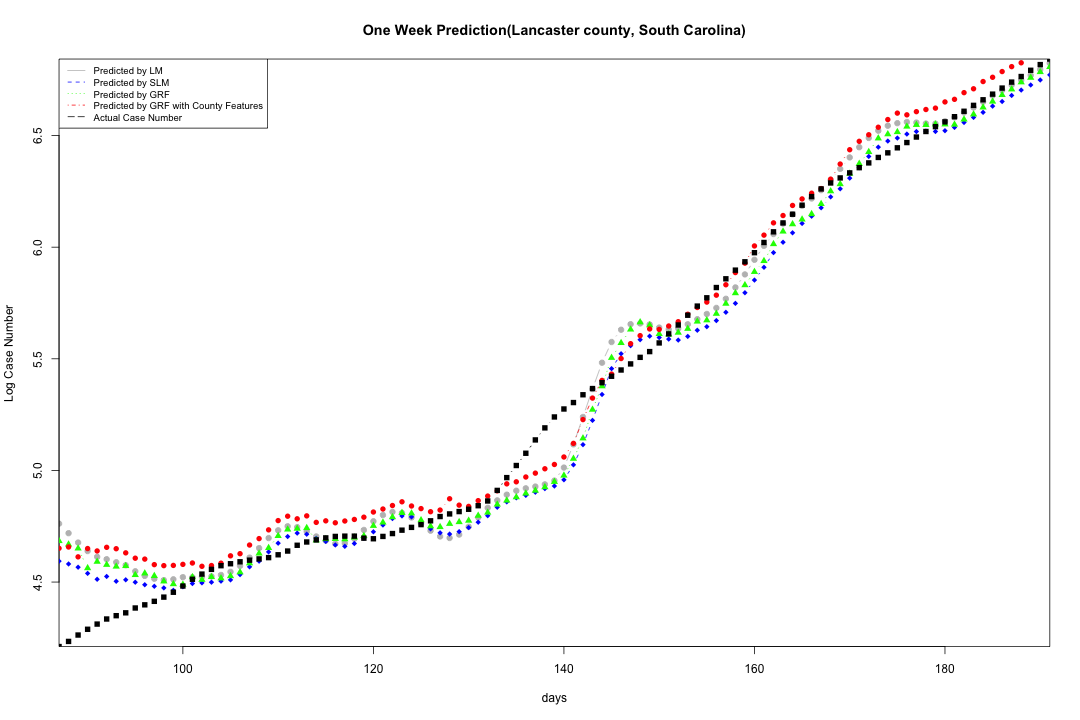 One Week Prediction(Lancaster county, South Carolina)
Predicted by LM
Predicted by SLM
Predicted by GRF
Predicted by GRF with County Features
Actual Case Number
Log Case Number
6.5
6.0
5.5
5.0
4.5
100
120
140
160
180
days